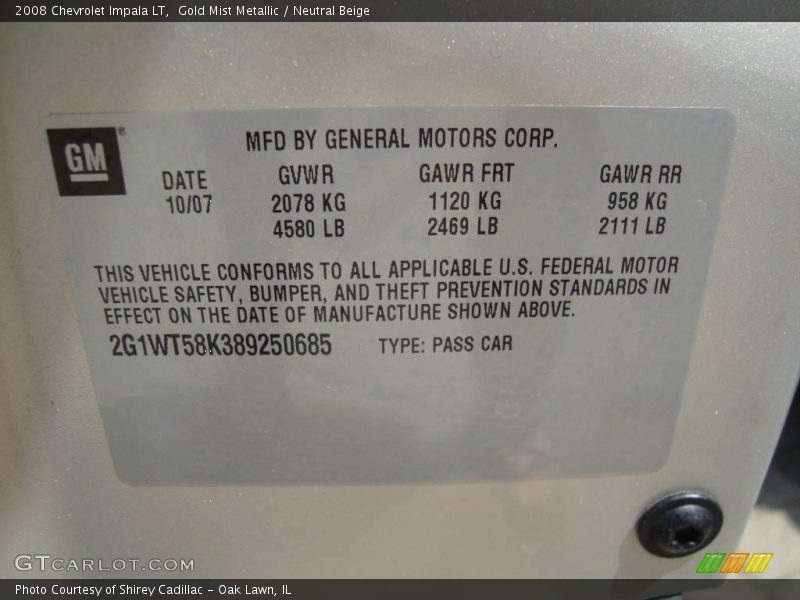 2008 Chevrolet Impala LT,  Gold Mist Metallic / Neutral Beige
GM®
MFD BY GENERAL MOTORS CORP.
DATE GVWR GAWR FRT GAWR RR
10/07 2078 KG 1120 KG 958 KG
4580 LB 2469 LB 2111 LB
THIS VEHICLE CONFORMS TO ALL APPLICABLE U.S. FEDERAL MOTOR
VEHICLE SAFETY, BUMPER, AND THEFT PREVENTION STANDARDS IN
EFFECT ON THE DATE OF MANUFACTURE SHOWN ABOVE.
2G1WT58K389250685 TYPE: PASS CAR
GTCARLOT.COM
Photo Courtesy of Shirey Cadillac - Oak Lawn, IL